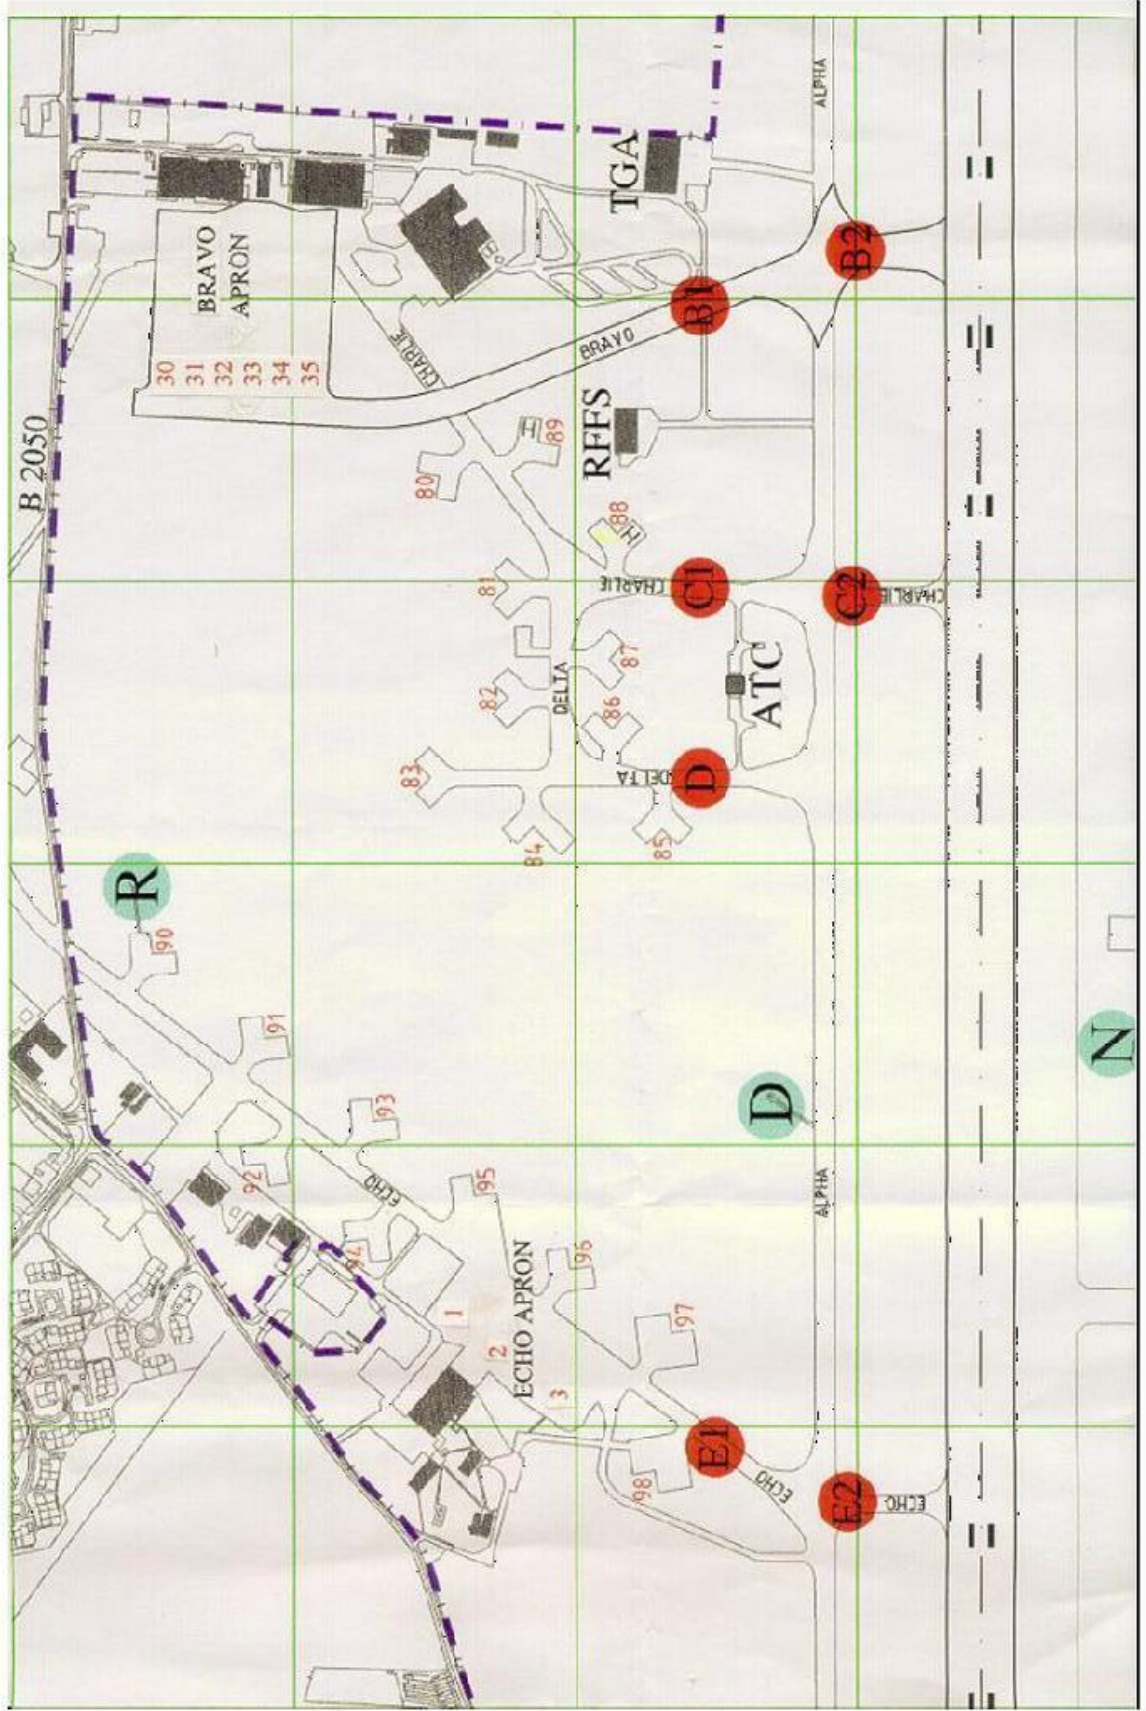 ALPHA
TGA
B2
BRAVO
APRON
B1
CHARLIE
BRAVO
30
31
32
33
34
35
RFFS
B 2050
89
H
80
88
H
81
CHARLIE
C1
C2
CHARLIE
87
82
DELTA
86
ATC
83
DELTA
D
84
85
R
90
91
N
D
93
92
ECHO
95
ALPHA
94
96
ECHO APRON
1
97
2
3
E1
98
ECHO
E2
ECHO